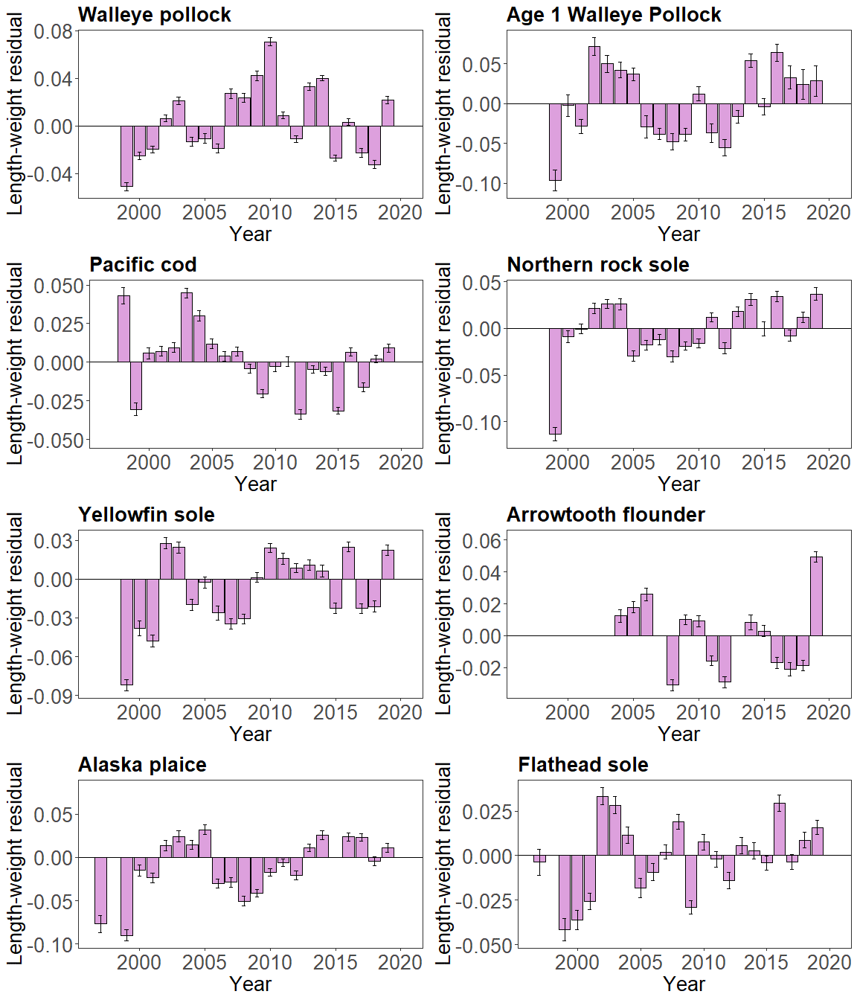 Walleye pollock
Length-weight residual
0.08
0.04
0.00
-0.04
2000 2005 2010 2015 2020
Year
Age 1 Walleye Pollock
Length-weight residual
0.05
0.00
-0.05
-0.10
2000 2005 2010 2015 2020
Year
Pacific cod
Length-weight residual
0.050
0.025
0.000
-0.025
-0.050
2000 2005 2010 2015 2020
Year
Northern rock sole
Length-weight residual
0.05
0.00
-0.05
-0.10
2000 2005 2010 2015 2020
Year
Yellowfin sole
Length-weight residual
0.03
0.00
-0.03
-0.06
-0.09
2000 2005 2010 2015 2020
Year
Arrowtooth flounder
Length-weight residual
0.06
0.04
0.02
0.00
-0.02
2000 2005 2010 2015 2020
Year
Alaska plaice
Length-weight residual
0.05
0.00
-0.05
-0.10
2000 2005 2010 2015 2020
Year
Flathead sole
Length-weight residual
0.025
0.000
-0.025
-0.050
2000 2005 2010 2015 2020
Year